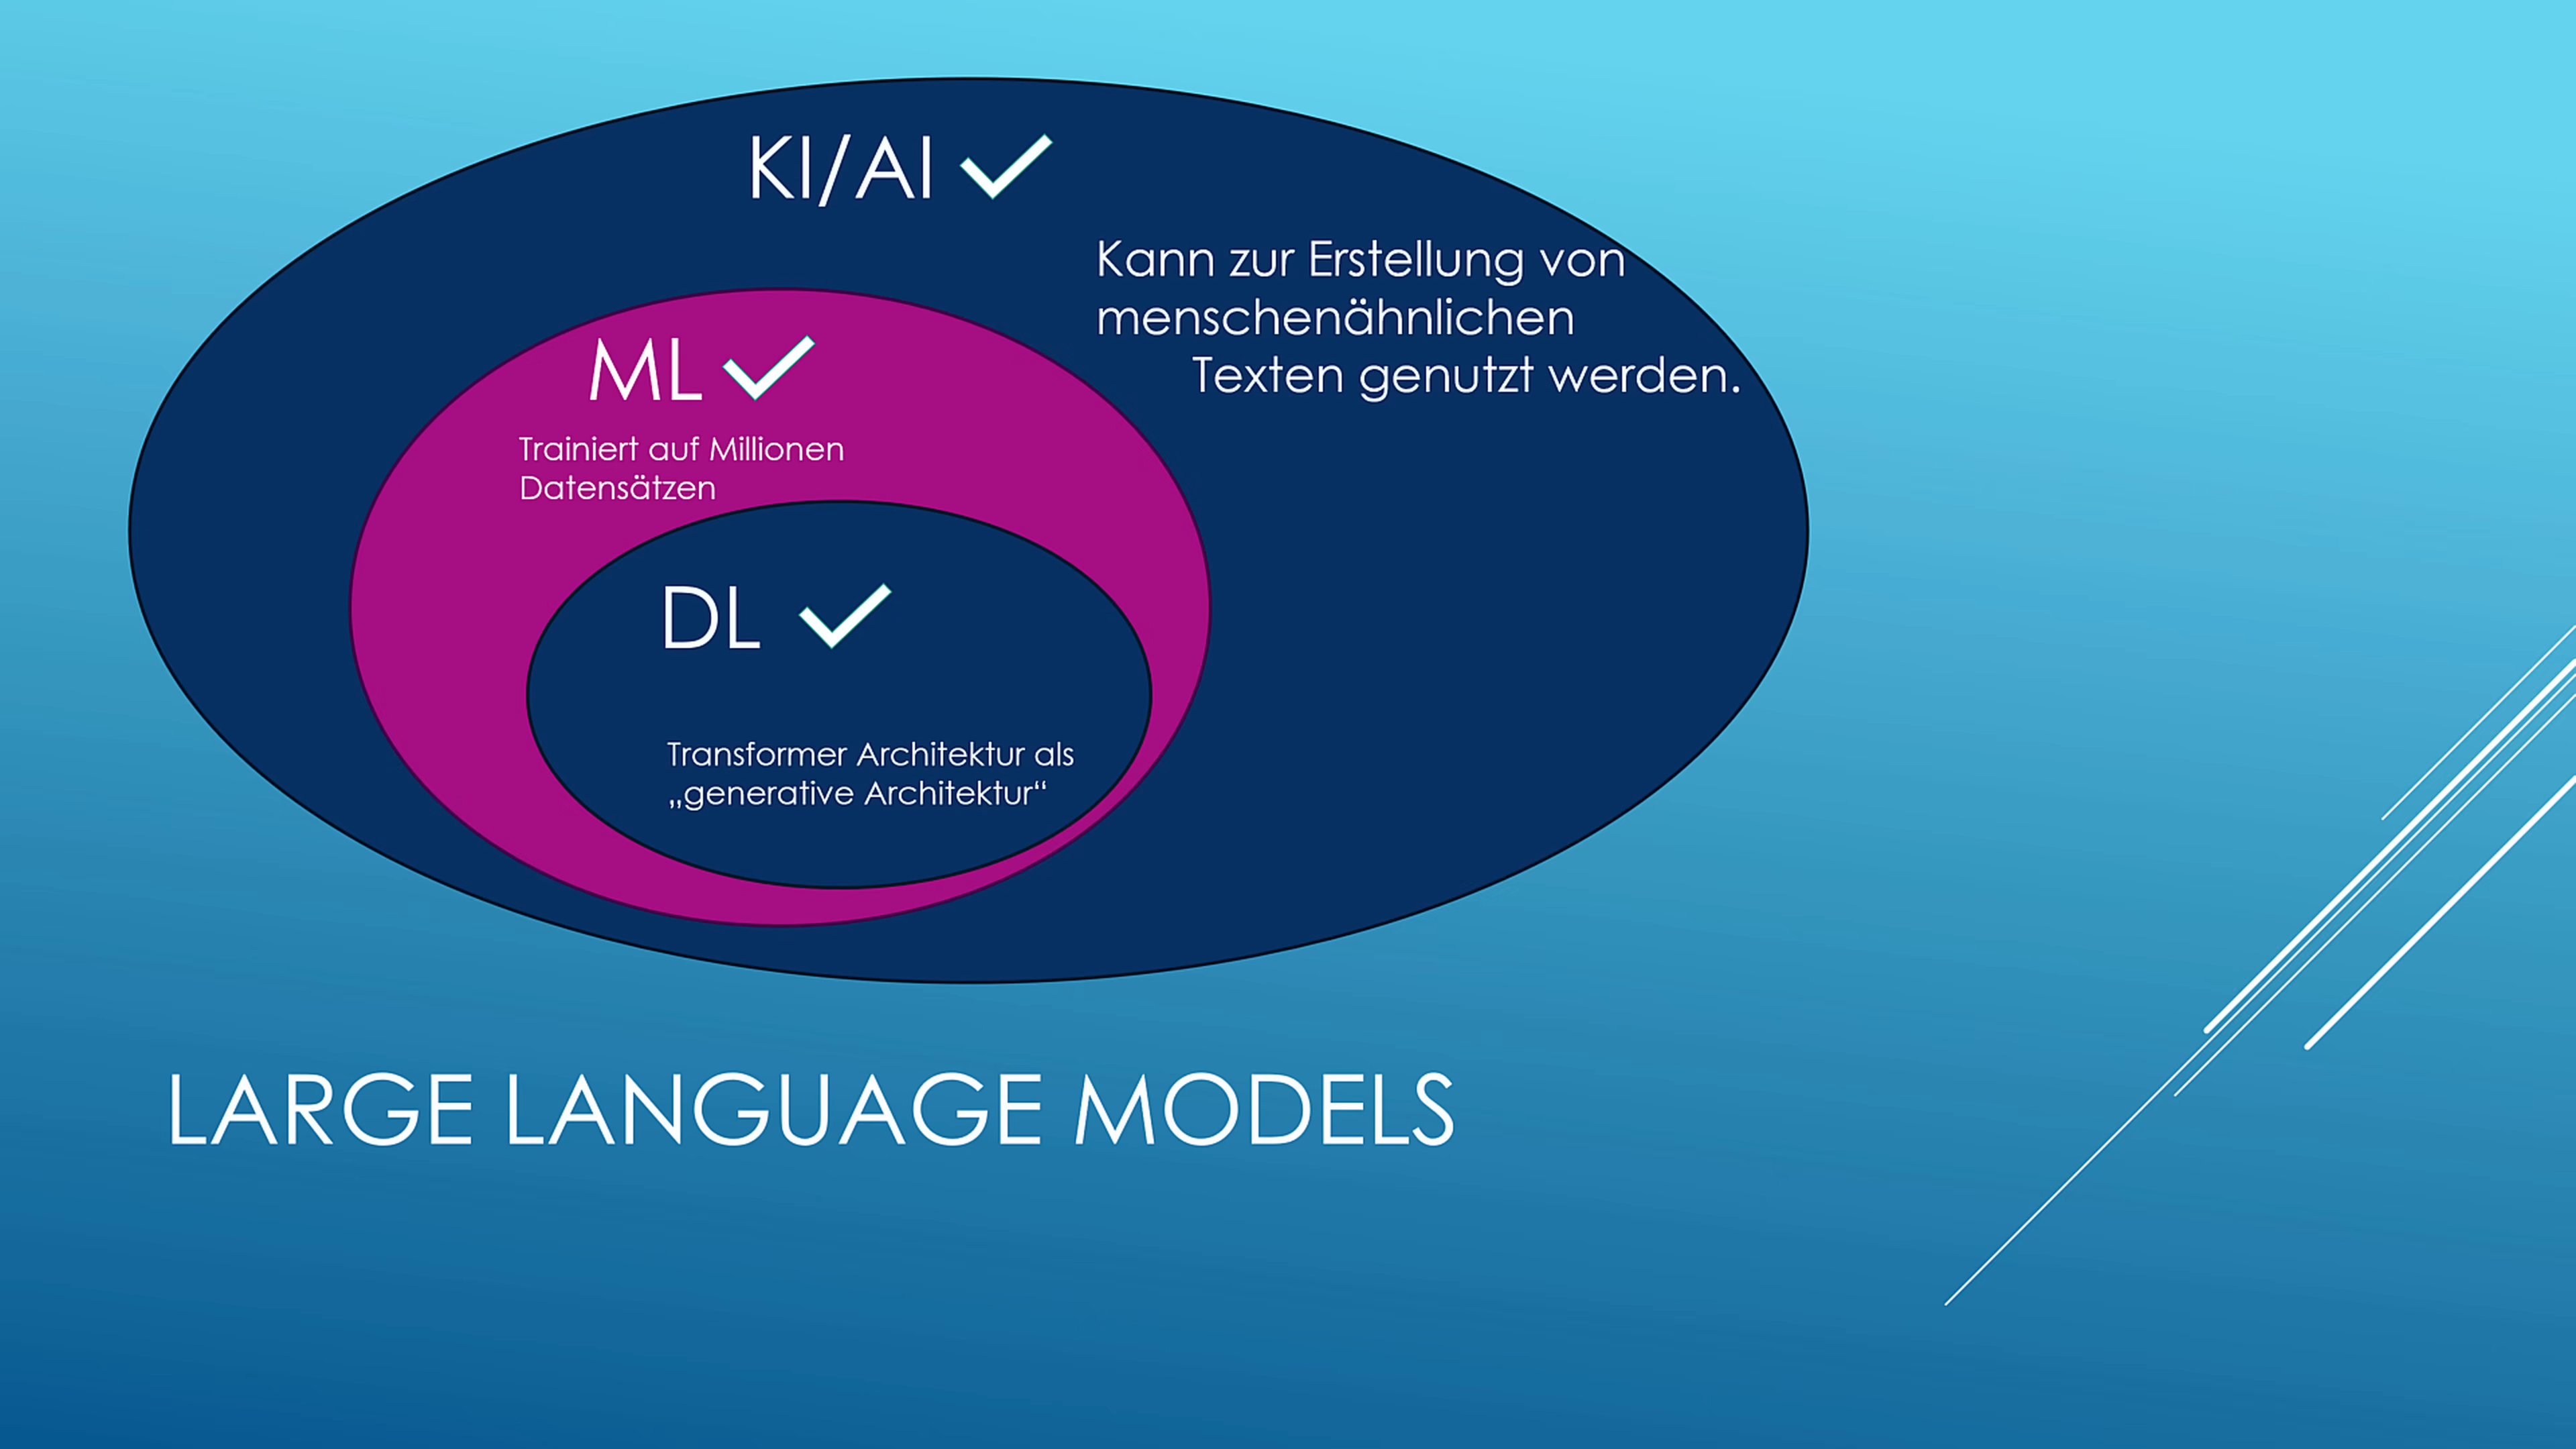 KI/AI
Kann zur Erstellung von
menschenähnlichen
Texten genutzt werden.
ML
Trainiert auf Millionen
Datensätzen
DL
Transformer Architektur als
„generative Architektur“
LARGE LANGUAGE MODELS